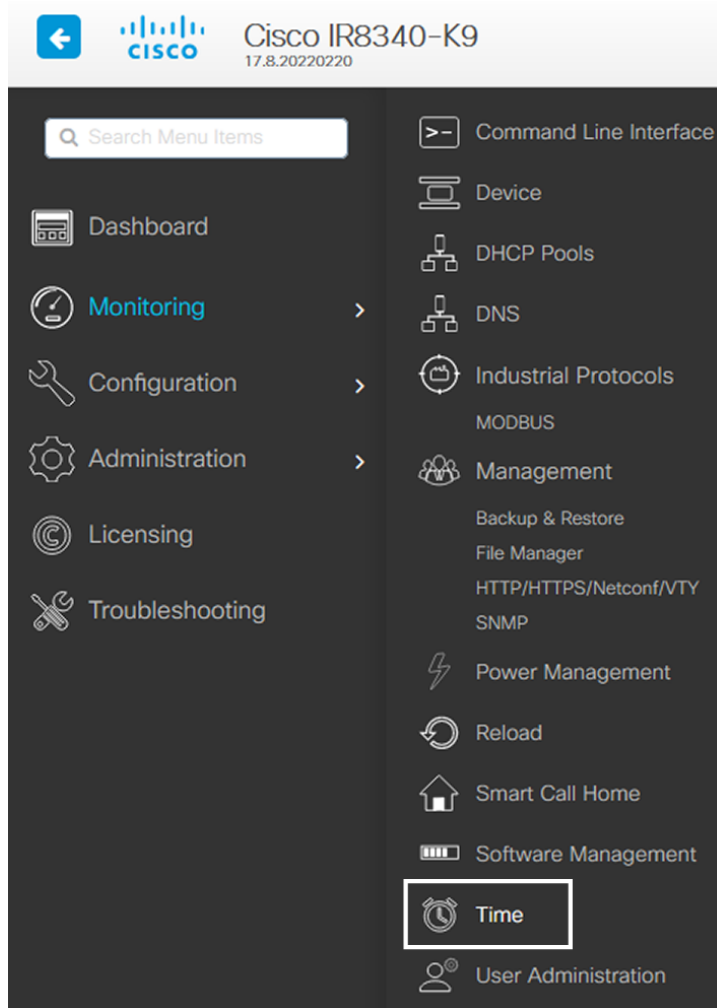 CISCO
Cisco IR8340-K9
17.8.20220220
Search Menu Items
Dashboard
Monitoring
Configuration
Administration
Licensing
Troubleshooting
Command Line Interface
Device
DHCP Pools
DNS
Industrial Protocols
MODBUS
Management
Backup & Restore
File Manager
HTTP/HTTPS/Netconf/VTY
SNMP
Power Management
Reload
Smart Call Home
Software Management
Time
User Administration